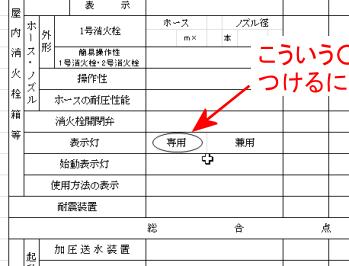 表 示
屋内消火栓箱等
ホース・ノズル
外形
1号消火栓
ホース ノズル径
m× 本
簡易操作性
1号消火栓・2号消火栓
操作性
ホースの耐圧性能
消火栓開閉弁
表示灯 専用 兼用
始動表示灯
使用方法の表示
耐震装置
総 合 点
加圧送水装置
こういう〇
つけるに